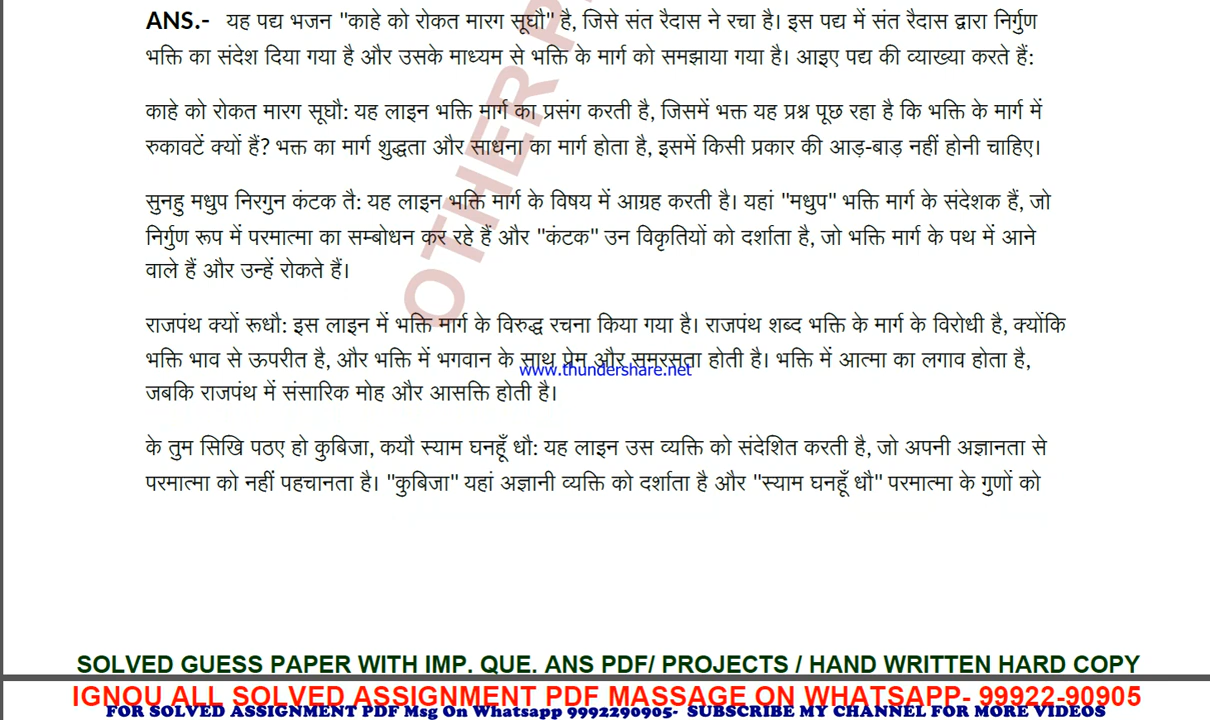 ANS.- यह पद्य भजन "काहे को रोकत मारग सूघौ" है, जिसे संत रैदास ने रचा है। इस पद्य में संत रैदास द्वारा निर्गुण
भक्ति का संदेश दिया गया है और उसके माध्यम से भक्ति के मार्ग को समझाया गया है। आइए पद्य की व्याख्या करते हैं:
काहे को रोकत मारग सूघौ: यह लाइन भक्ति मार्ग का प्रसंग करती है, जिसमें भक्त यह प्रश्न पूछ रहा है कि भक्ति के मार्ग में
रुकावटें क्यों हैं? भक्त का मार्ग शुद्धता और साधना का मार्ग होता है, इसमें किसी प्रकार की आड़-बाड़ नहीं होनी चाहिए।
सुनहु मधुप निरगुन कंटक तै: यह लाइन भक्ति मार्ग के विषय में आग्रह करती है। यहां "मधुप" भक्ति मार्ग के संदेशक हैं, जो
निर्गुण रूप में परमात्मा का सम्बोधन कर रहे हैं और "कंटक" उन विकृतियों को दर्शाता है, जो भक्ति मार्ग के पथ में आने
वाले हैं और उन्हें रोकते हैं।
राजपंथ क्यों रूधौ: इस लाइन में भक्ति मार्ग के विरुद्ध रचना किया गया है। राजपंथ शब्द भक्ति के मार्ग के विरोधी है, क्योंकि
भक्ति भाव से ऊपरीत है, और भक्ति में भगवान के साथ प्रेम और समरसता होती है। भक्ति में आत्मा का लगाव होता है,
www.thundershare.net
जबकि राजपंथ में संसारिक मोह और आसक्ति होती है।
के तुम सिखि पठए हो कुबिजा, कयौ स्याम घनहूँ धौ: यह लाइन उस व्यक्ति को संदेशित करती है, जो अपनी अज्ञानता से
परमात्मा को नहीं पहचानता है। "कुबिजा" यहां अज्ञानी व्यक्ति को दर्शाता है और "स्याम घनहूँ धौ" परमात्मा के गुणों को
OTHER P
SOLVED GUESS PAPER WITH IMP. QUE. ANS PDF/ PROJECTS / HAND WRITTEN HARD COPY
IGNOU ALL SOLVED ASSIGNMENT PDF MASSAGE ON WHATSAPP- 99922-90905
FOR SOLVED ASSIGNMENT PDF Msg On Whatsapp 9992290905- SUBSCRIBE MY CHANNEL FOR MORE VIDEOS